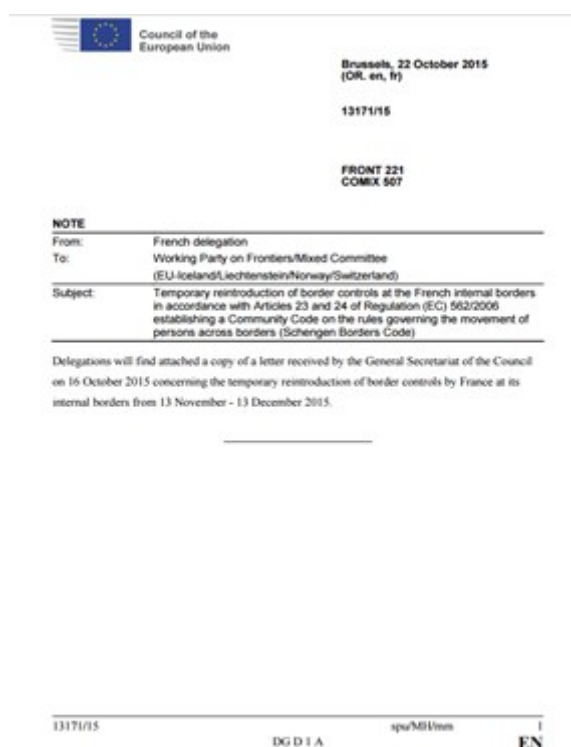 Council of the
European Union
Brussels, 22 October 2015
(OR. en, fr)
13171/15
FRONT 221
COMIX 507
NOTE
From: French delegation
To: Working Party on Frontiers/Mixed Committee
(EU-Iceland/Liechtenstein/Norway/Switzerland)
Subject: Temporary reintroduction of border controls at the French internal borders
in accordance with Articles 23 and 24 of Regulation (EC) 562/2006
establishing a Community Code on the rules governing the movement of
persons across borders (Schengen Borders Code)
Delegations will find attached a copy of a letter received by the General Secretariat of the Council
on 16 October 2015 concerning the temporary reintroduction of border controls by France at its
internal borders from 13 November - 13 December 2015.
13171/15 spu/MH/mm 1
DG D 1 A EN